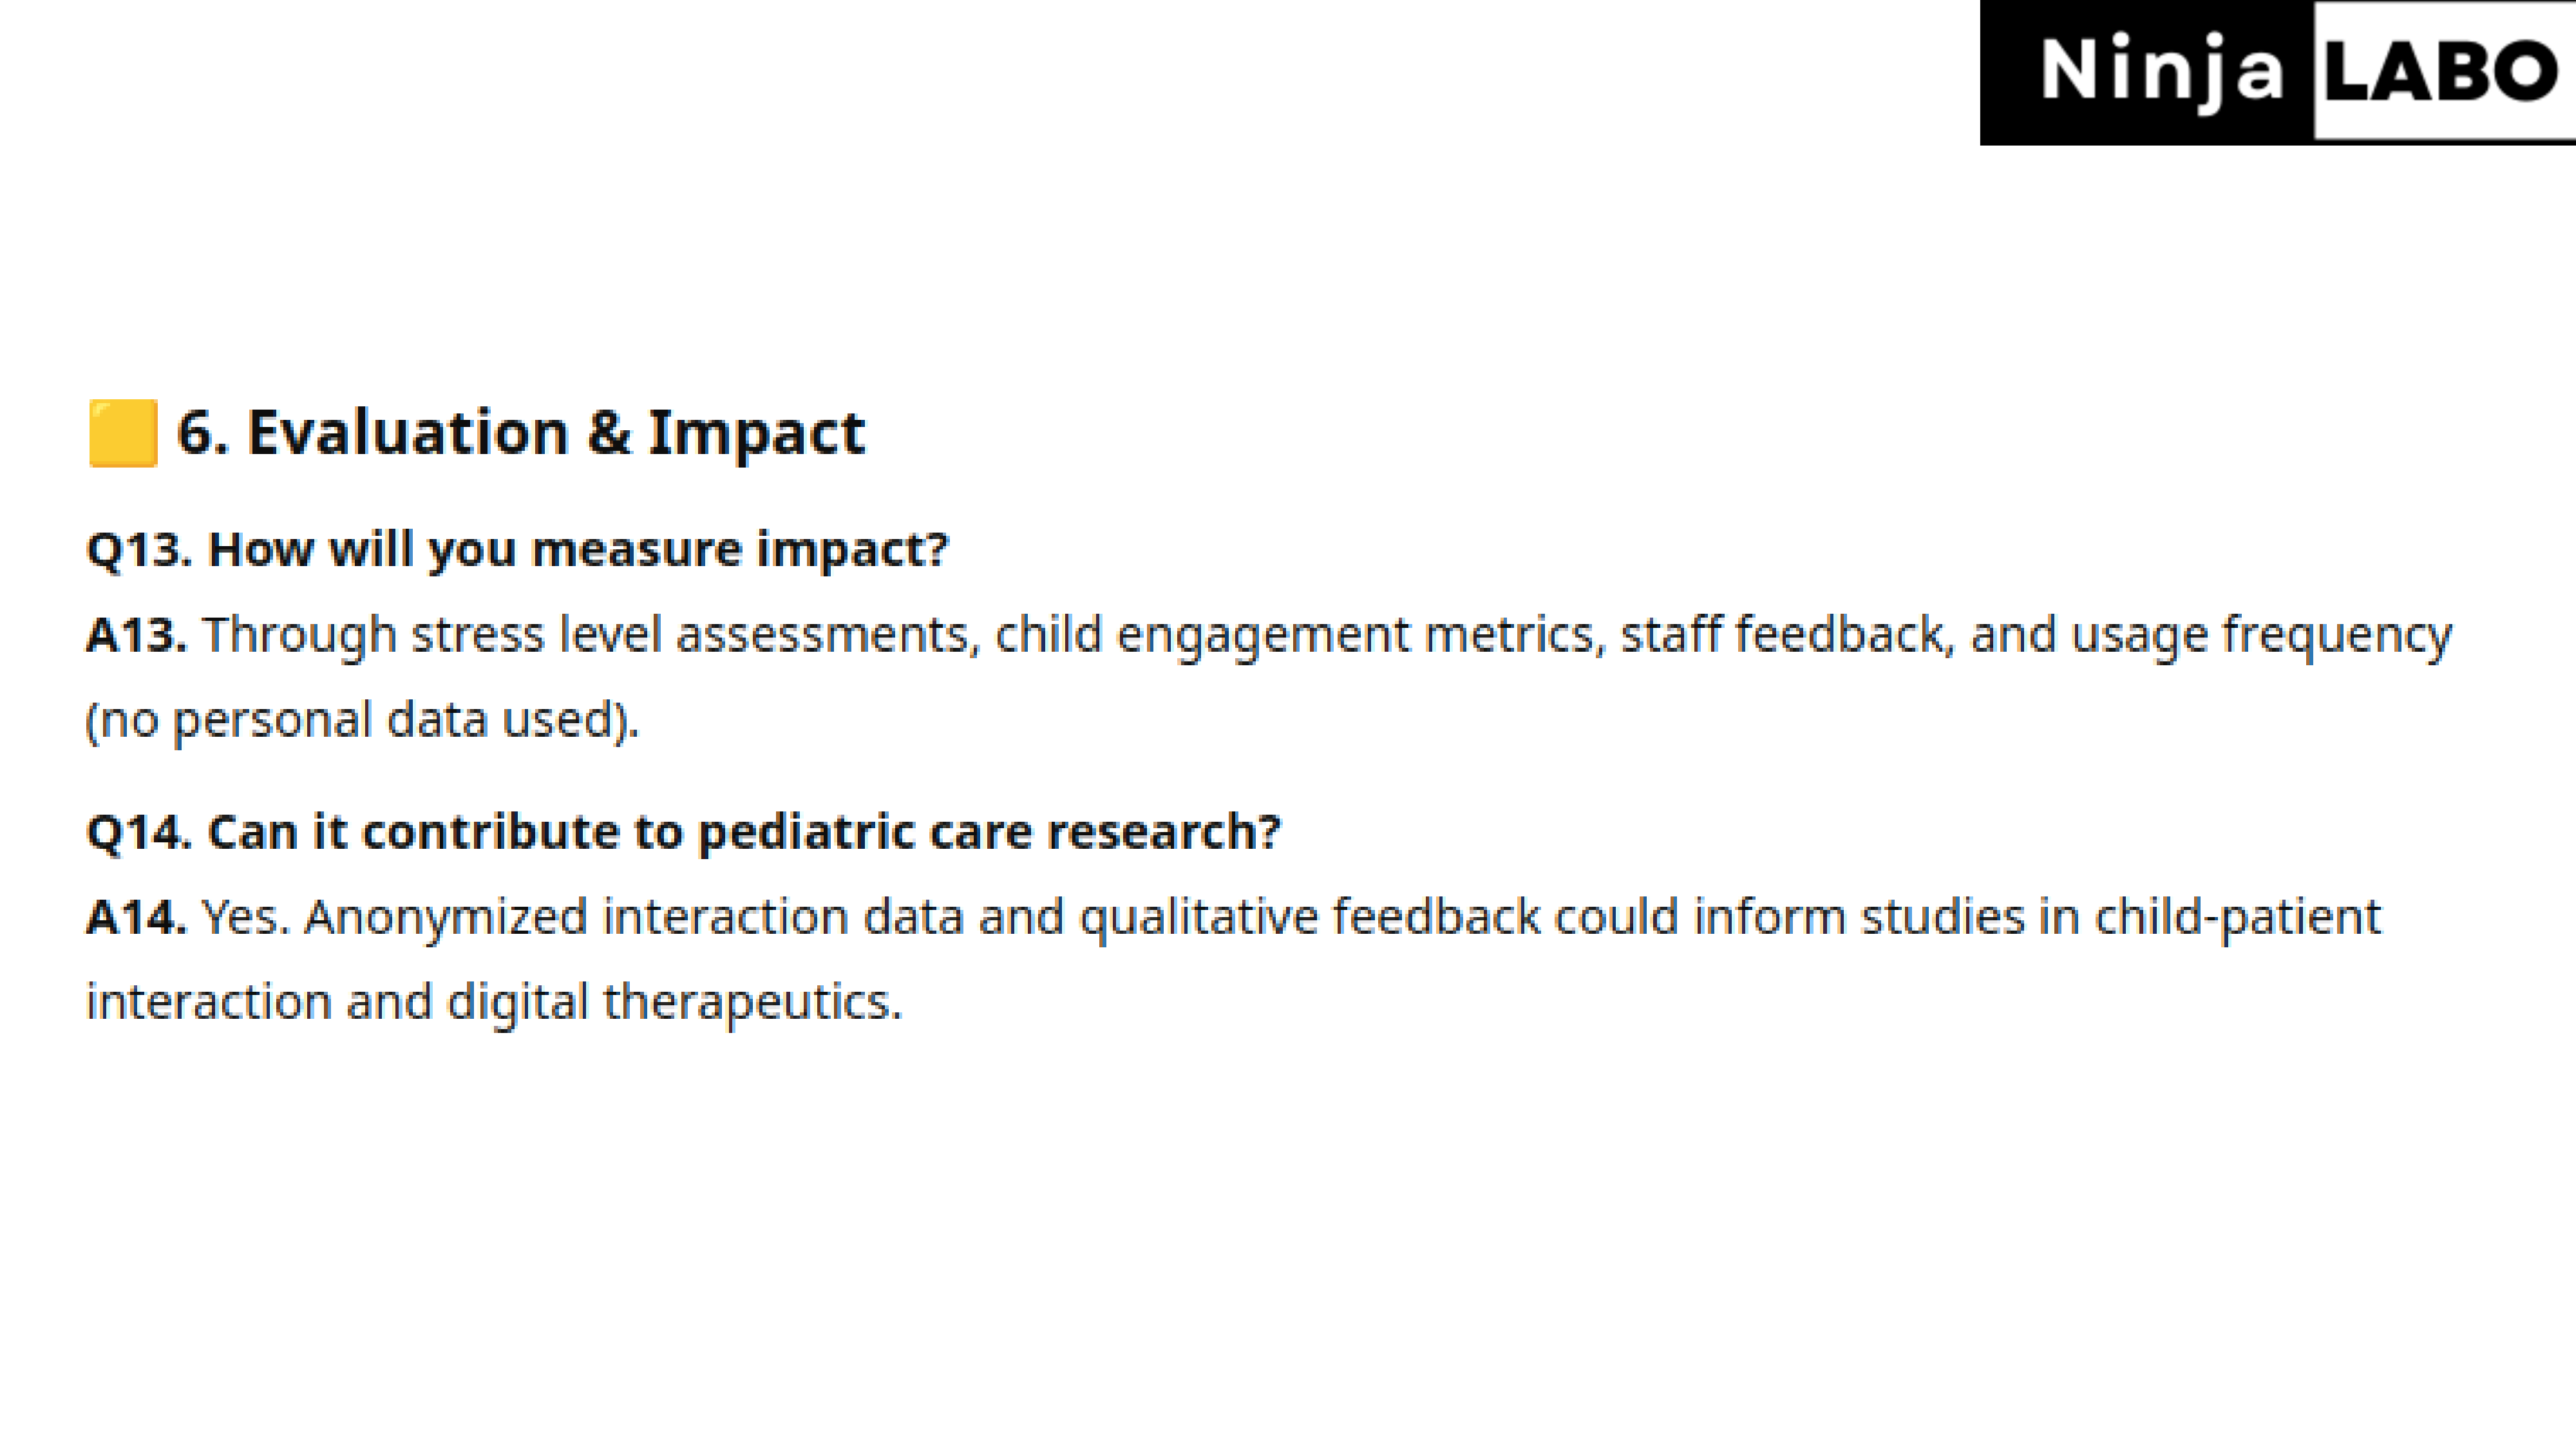 Ninja LABO
6. Evaluation & Impact
Q13. How will you measure impact?
A13. Through stress level assessments, child engagement metrics, staff feedback, and usage frequency
(no personal data used).
Q14. Can it contribute to pediatric care research?
A14. Yes. Anonymized interaction data and qualitative feedback could inform studies in child-patient
interaction and digital therapeutics.